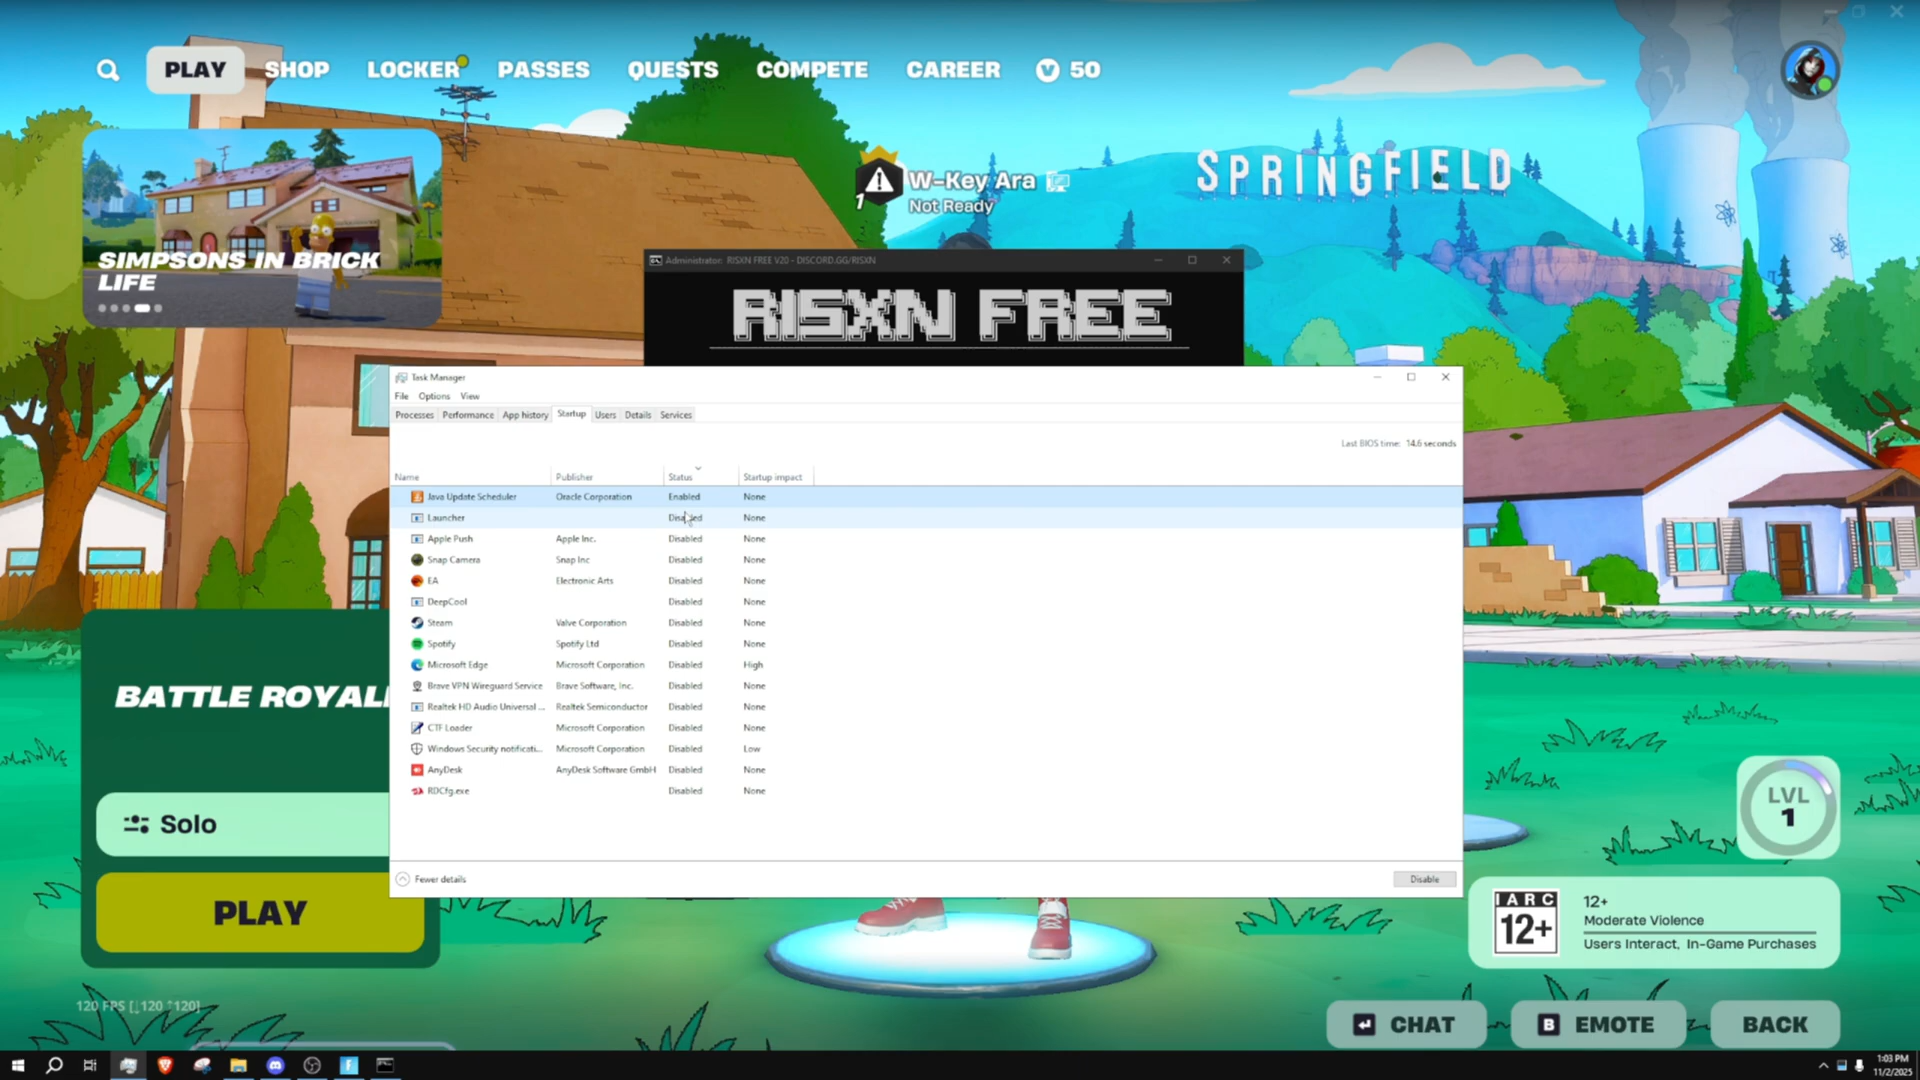 PLAY SHOP LOCKER PASSES QUESTS COMPETE CAREER V 50
SIMPSONS IN BRICK
LIFE
1
W-Key Ara
Not Ready
SPRINGFIELD
Administrator: RISXN FREE V20 - DISCORD.GG/RISXN
RISXN FREE
Task Manager
File Options View
Processes Performance App history Startup Users Details Services
Last BIOS time: 14.6 seconds
Name Publisher Status Startup impact
Java Update Scheduler Oracle Corporation Enabled None
Launcher Disabled None
Apple Push Apple Inc. Disabled None
Snap Camera Snap Inc Disabled None
EA Electronic Arts Disabled None
DeepCool Disabled None
Steam Valve Corporation Disabled None
Spotify Spotify Ltd Disabled None
Microsoft Edge Microsoft Corporation Disabled High
Brave VPN Wireguard Service Brave Software, Inc. Disabled None
Realtek HD Audio Universal ... Realtek Semiconductor Disabled None
CTF Loader Microsoft Corporation Disabled None
Windows Security notificati... Microsoft Corporation Disabled Low
AnyDesk AnyDesk Software GmbH Disabled None
RDCfg.exe Disabled None
Fewer details
Disable
BATTLE ROYAL
Solo
PLAY
LVL
1
IARC
12+
12+
Moderate Violence
Users Interact, In-Game Purchases
120 FPS [↓120 ↑120]
CHAT
B EMOTE
BACK
1:03 PM
11/2/2025